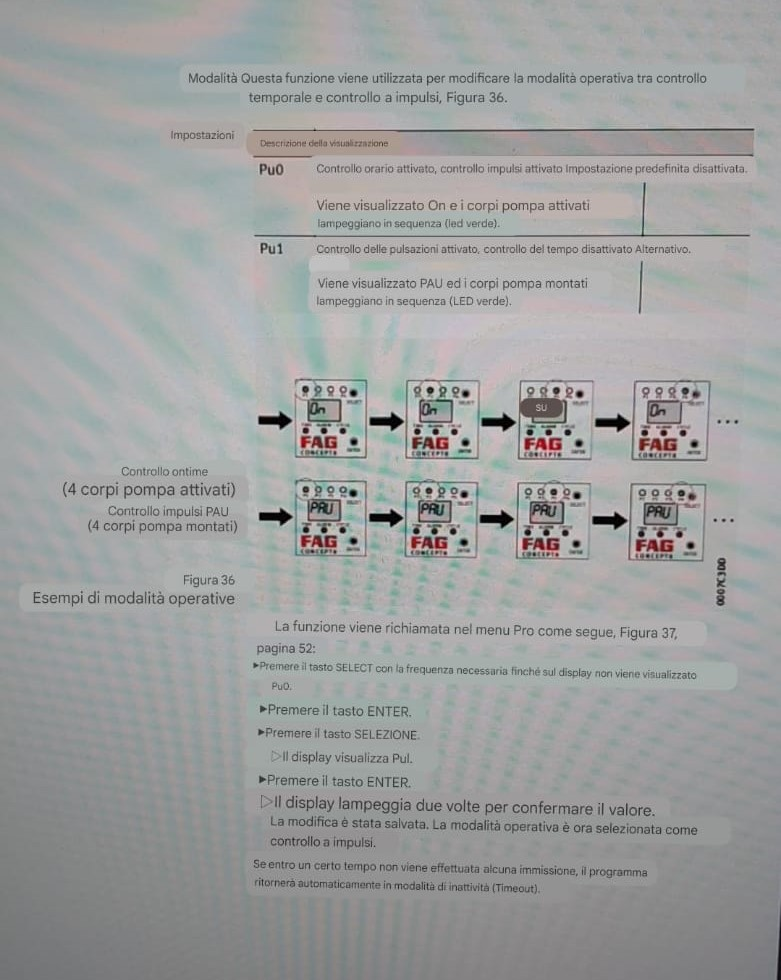 Modalità Questa funzione viene utilizzata per modificare la modalità operativa tra controllo
temporale e controllo a impulsi, Figura 36.
Impostazioni
Descrizione della visualizzazione
Pu0 Controllo orario attivato, controllo impulsi attivato Impostazione predefinita disattivata.
Viene visualizzato On e i corpi pompa attivati
lampeggiano in sequenza (led verde).
Pu1 Controllo delle pulsazioni attivato, controllo del tempo disattivato Alternativo.
Viene visualizzato PAU ed i corpi pompa montati
lampeggiano in sequenza (LED verde).
On On SU On
FAG FAG FAG FAG
CONCEPT8 CONCEPT8 CONCEPT8 CONCEPT8
Controllo ontime
(4 corpi pompa attivati)
Controllo impulsi PAU
(4 corpi pompa montati)
PAU PAU PAU PAU
FAG FAG FAG FAG
CONCEPT8 CONCEPT8 CONCEPT8 CONCEPT8
Figura 36
Esempi di modalità operative
La funzione viene richiamata nel menu Pro come segue, Figura 37,
pagina 52:
▶Premere il tasto SELECT con la frequenza necessaria finché sul display non viene visualizzato
Pu0.
▶Premere il tasto ENTER.
▶Premere il tasto SELEZIONE.
▷Il display visualizza Pul.
▶Premere il tasto ENTER.
▷Il display lampeggia due volte per confermare il valore.
La modifica è stata salvata. La modalità operativa è ora selezionata come
controllo a impulsi.
Se entro un certo tempo non viene effettuata alcuna immissione, il programma
ritornerà automaticamente in modalità di inattività (Timeout).